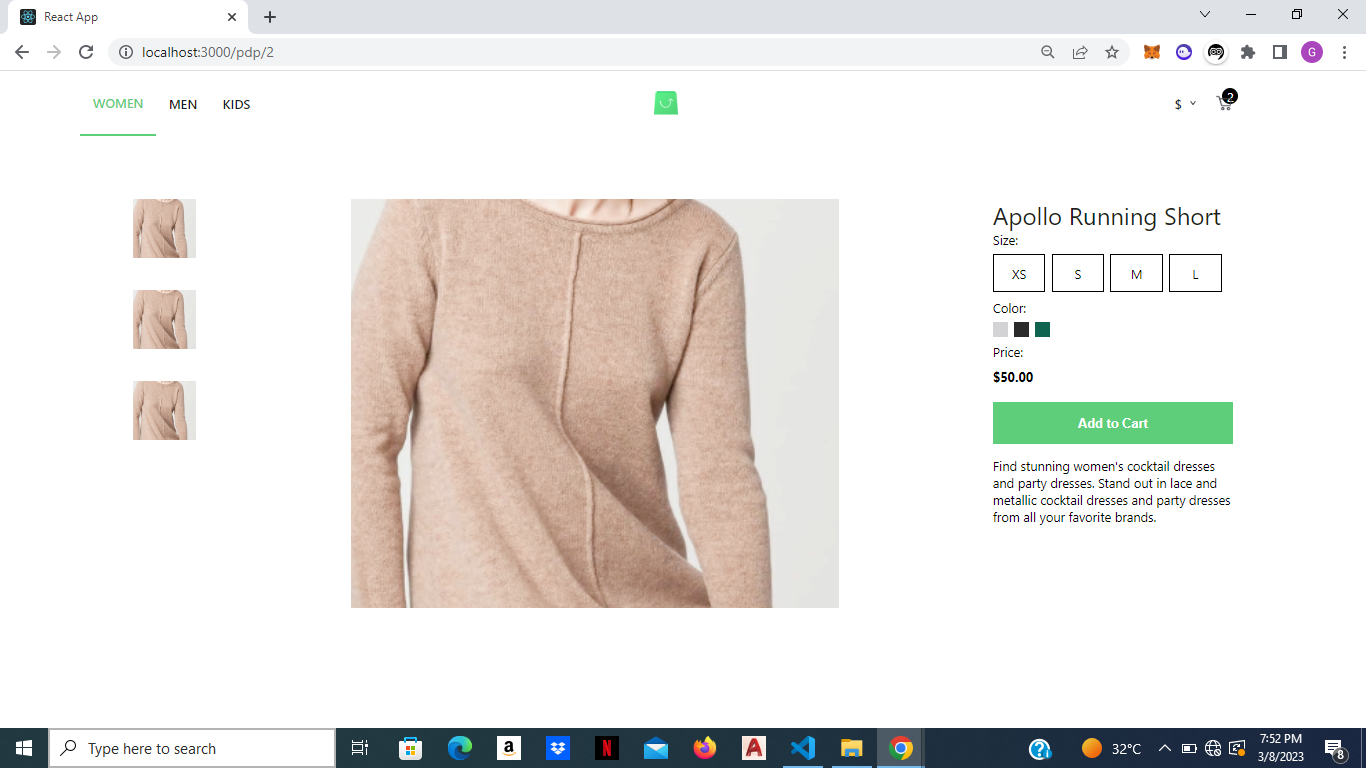 React App
localhost:3000/pdp/2
G
WOMEN MEN KIDS
$ 2
Apollo Running Short
Size:
XS S M L
Color:
Price:
$50.00
Add to Cart
Find stunning women's cocktail dresses
and party dresses. Stand out in lace and
metallic cocktail dresses and party dresses
from all your favorite brands.
Type here to search
32°C
7:52 PM
3/8/2023
8